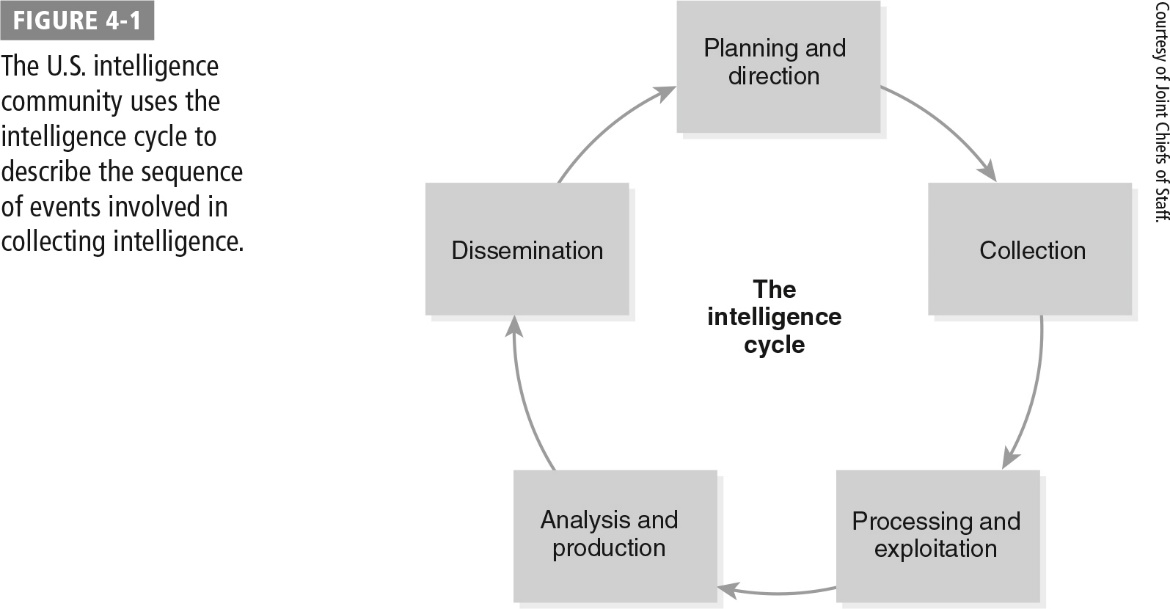 FIGURE 4-1
The U.S. intelligence
community uses the
intelligence cycle to
describe the sequence
of events involved in
collecting intelligence.
Planning and
direction
Collection
Processing and
exploitation
Analysis and
production
Dissemination
The
intelligence
cycle
Courtesy of Joint Chiefs of Staff.